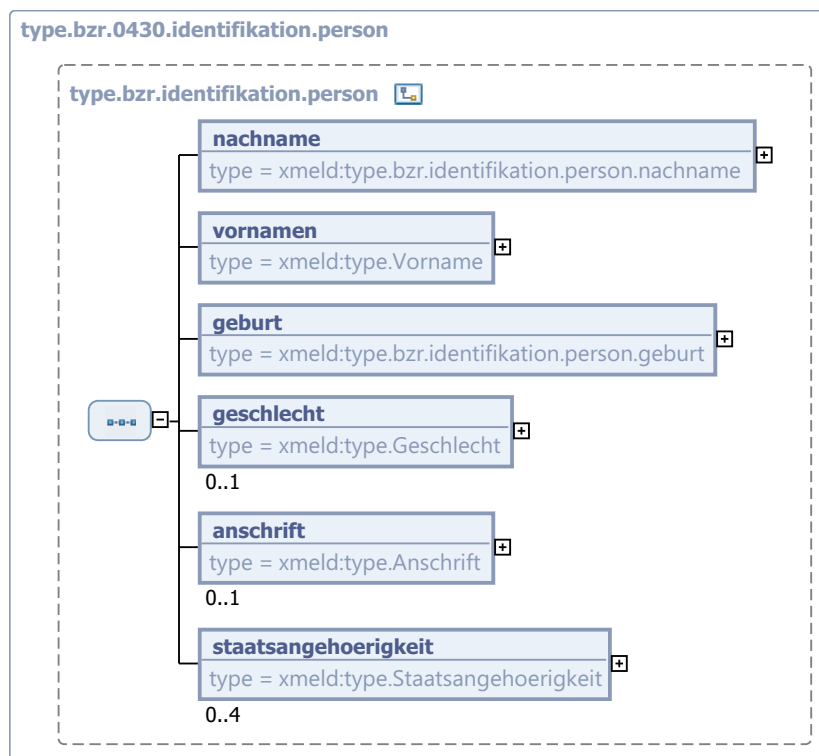 type.bzr.0430.identifikation.person
type.bzr.identifikation.person
nachname
type = xmeld:type.bzr.identifikation.person.nachname
vornamen
type = xmeld:type.Vorname
geburt
type = xmeld:type.bzr.identifikation.person.geburt
geschlecht
type = xmeld:type.Geschlecht
0..1
anschrift
type = xmeld:type.Anschrift
0..1
staatsangehoerigkeit
type = xmeld:type.Staatsangehoerigkeit
0..4